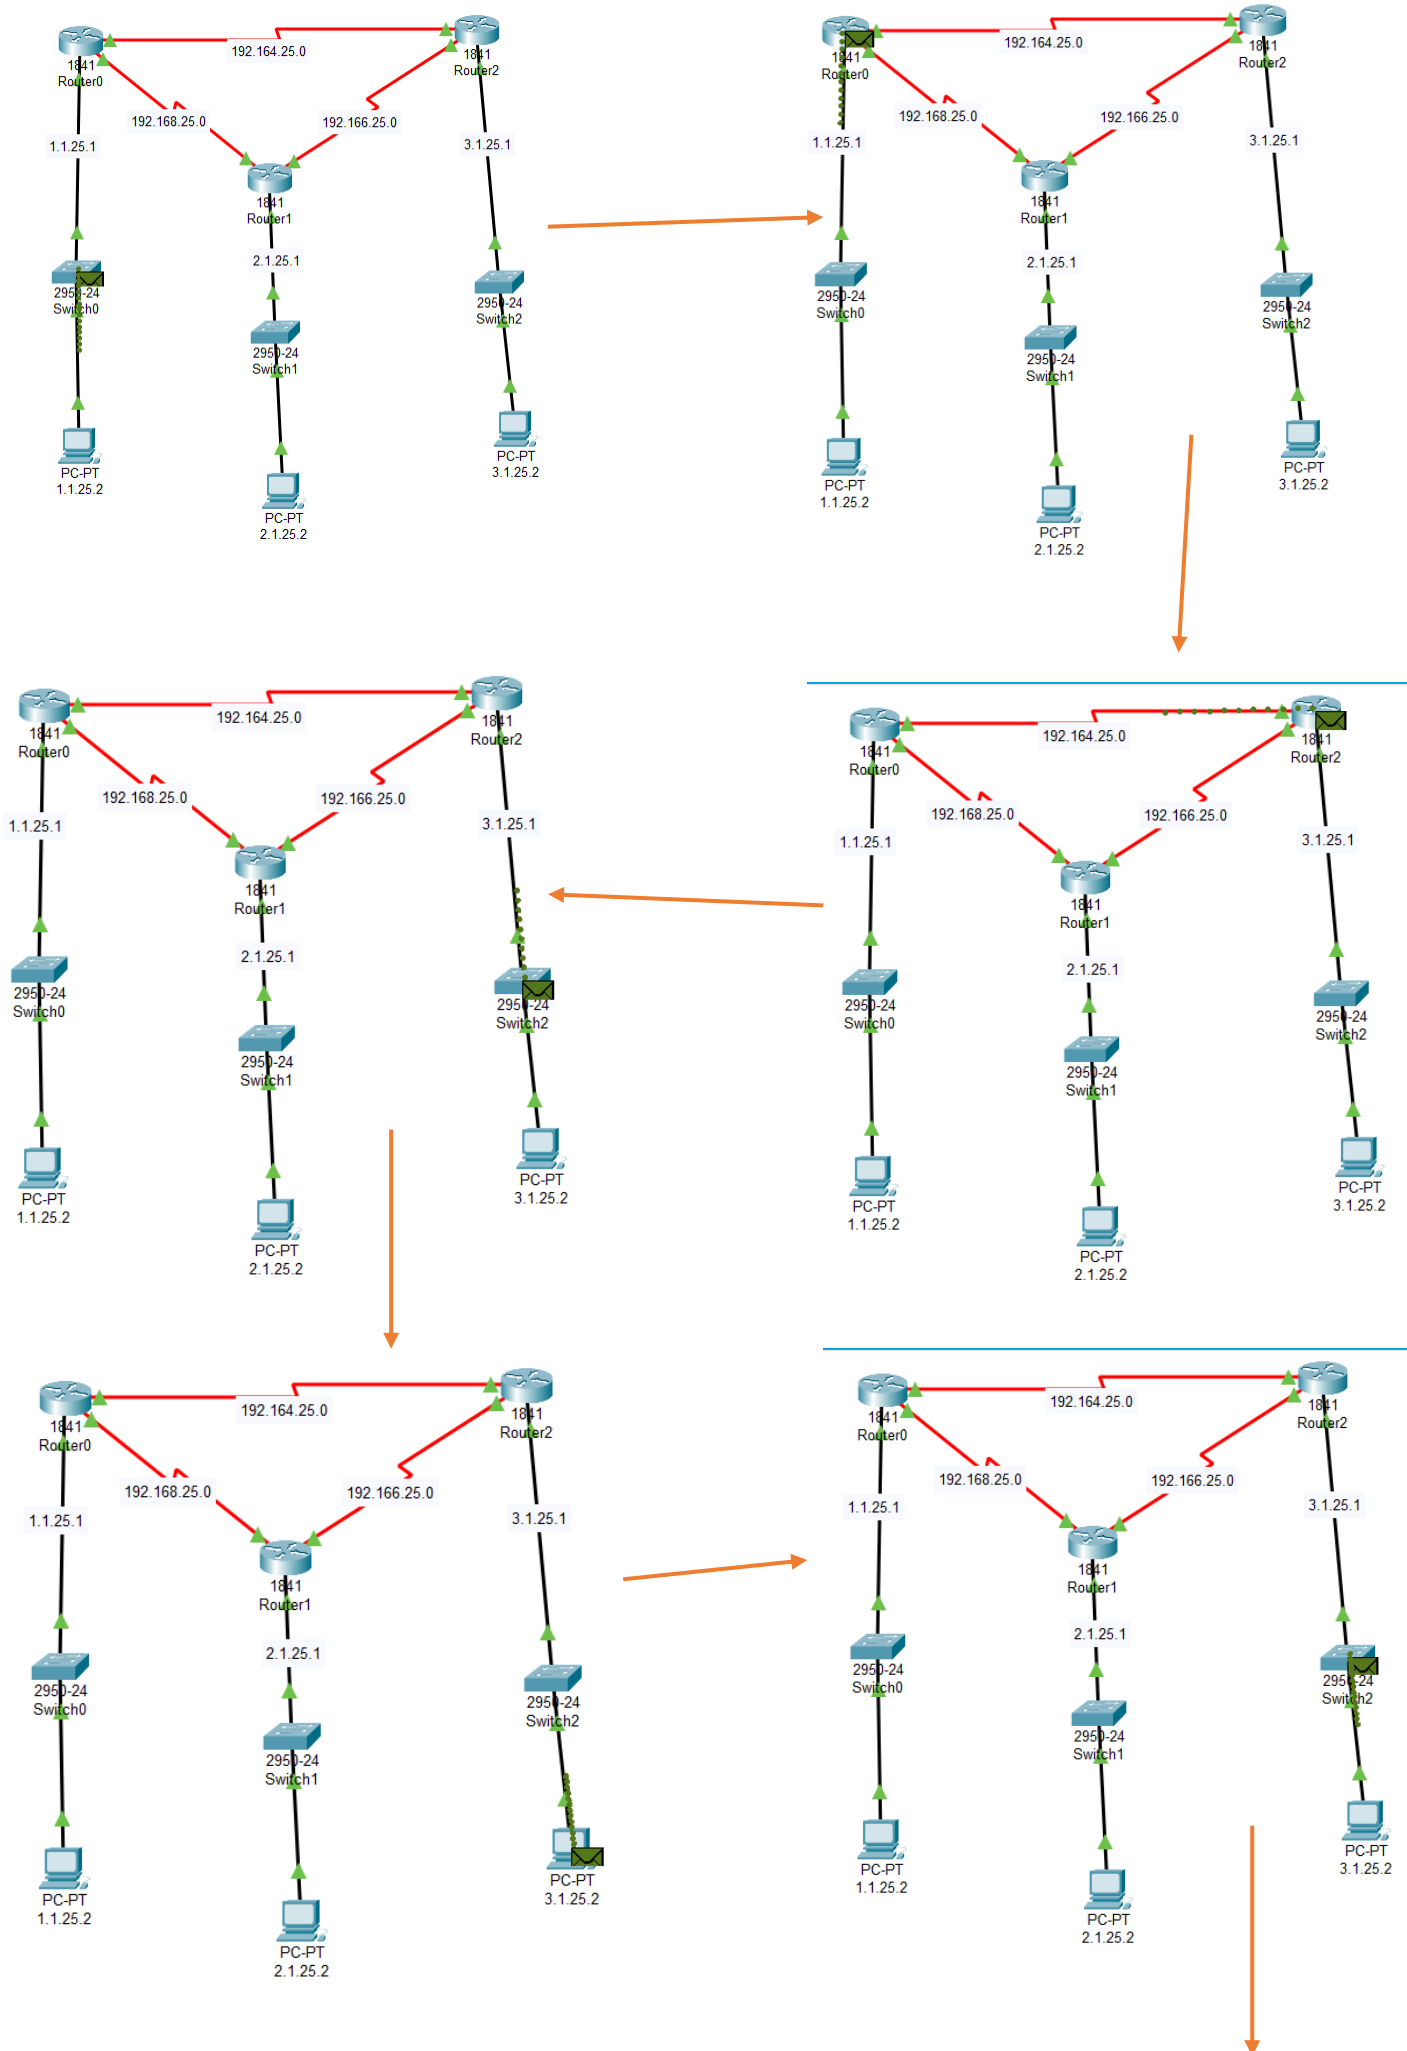 192.164.25.0
1841
Router0
1841
Router2
192.168.25.0
192.166.25.0
1.1.25.1
3.1.25.1
1841
Router1
2.1.25.1
2950-24
Switch0
2950-24
Switch2
2950-24
Switch1
PC-PT
1.1.25.2
PC-PT
3.1.25.2
PC-PT
2.1.25.2
192.164.25.0
1841
Router0
1841
Router2
192.168.25.0
192.166.25.0
1.1.25.1
3.1.25.1
1841
Router1
2.1.25.1
2950-24
Switch0
2950-24
Switch2
2950-24
Switch1
PC-PT
1.1.25.2
PC-PT
3.1.25.2
PC-PT
2.1.25.2
192.164.25.0
1841
Router0
1841
Router2
192.168.25.0
192.166.25.0
1.1.25.1
3.1.25.1
1841
Router1
2.1.25.1
2950-24
Switch0
2950-24
Switch2
2950-24
Switch1
PC-PT
1.1.25.2
PC-PT
3.1.25.2
PC-PT
2.1.25.2
192.164.25.0
1841
Router0
1841
Router2
192.168.25.0
192.166.25.0
1.1.25.1
3.1.25.1
1841
Router1
2.1.25.1
2950-24
Switch0
2950-24
Switch2
2950-24
Switch1
PC-PT
1.1.25.2
PC-PT
3.1.25.2
PC-PT
2.1.25.2
192.164.25.0
1841
Router0
1841
Router2
192.168.25.0
192.166.25.0
1.1.25.1
3.1.25.1
1841
Router1
2.1.25.1
2950-24
Switch0
2950-24
Switch2
2950-24
Switch1
PC-PT
1.1.25.2
PC-PT
3.1.25.2
PC-PT
2.1.25.2
192.164.25.0
1841
Router0
1841
Router2
192.168.25.0
192.166.25.0
1.1.25.1
3.1.25.1
1841
Router1
2.1.25.1
2950-24
Switch0
2950-24
Switch2
2950-24
Switch1
PC-PT
1.1.25.2
PC-PT
3.1.25.2
PC-PT
2.1.25.2